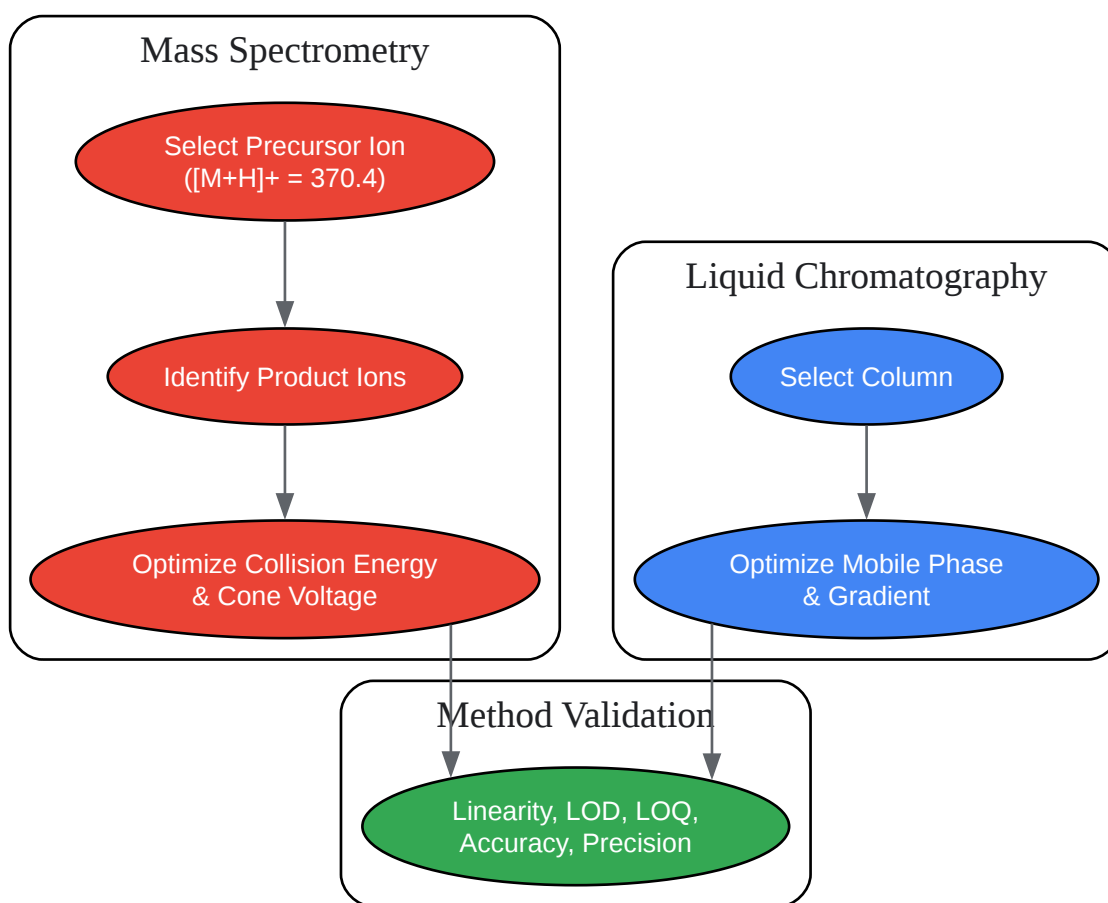 Mass Spectrometry
Select Precursor Ion
([M+H]+ = 370.4)
Identify Product Ions
Optimize Collision Energy
& Cone Voltage
Liquid Chromatography
Select Column
Optimize Mobile Phase
& Gradient
Method Validation
Linearity, LOD, LOQ,
Accuracy, Precision